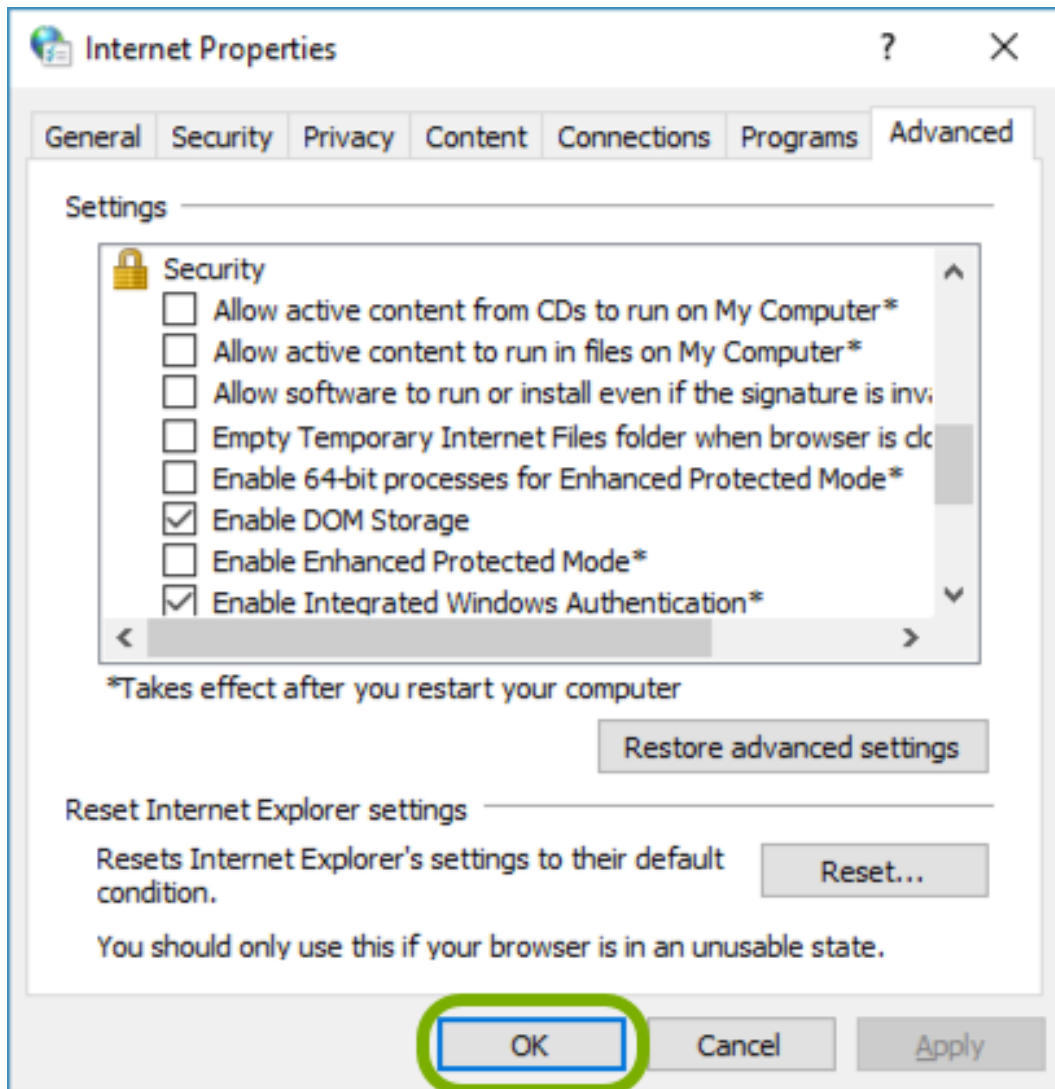 Internet Properties
?
General Security Privacy Content Connections Programs Advanced
Settings
Security
Allow active content from CDs to run on My Computer*
Allow active content to run in files on My Computer*
Allow software to run or install even if the signature is inva
Empty Temporary Internet Files folder when browser is clo
Enable 64-bit processes for Enhanced Protected Mode*
Enable DOM Storage
Enable Enhanced Protected Mode*
Enable Integrated Windows Authentication*
*Takes effect after you restart your computer
Restore advanced settings
Reset Internet Explorer settings
Resets Internet Explorer's settings to their default
condition.
Reset...
You should only use this if your browser is in an unusable state.
OK Cancel Apply